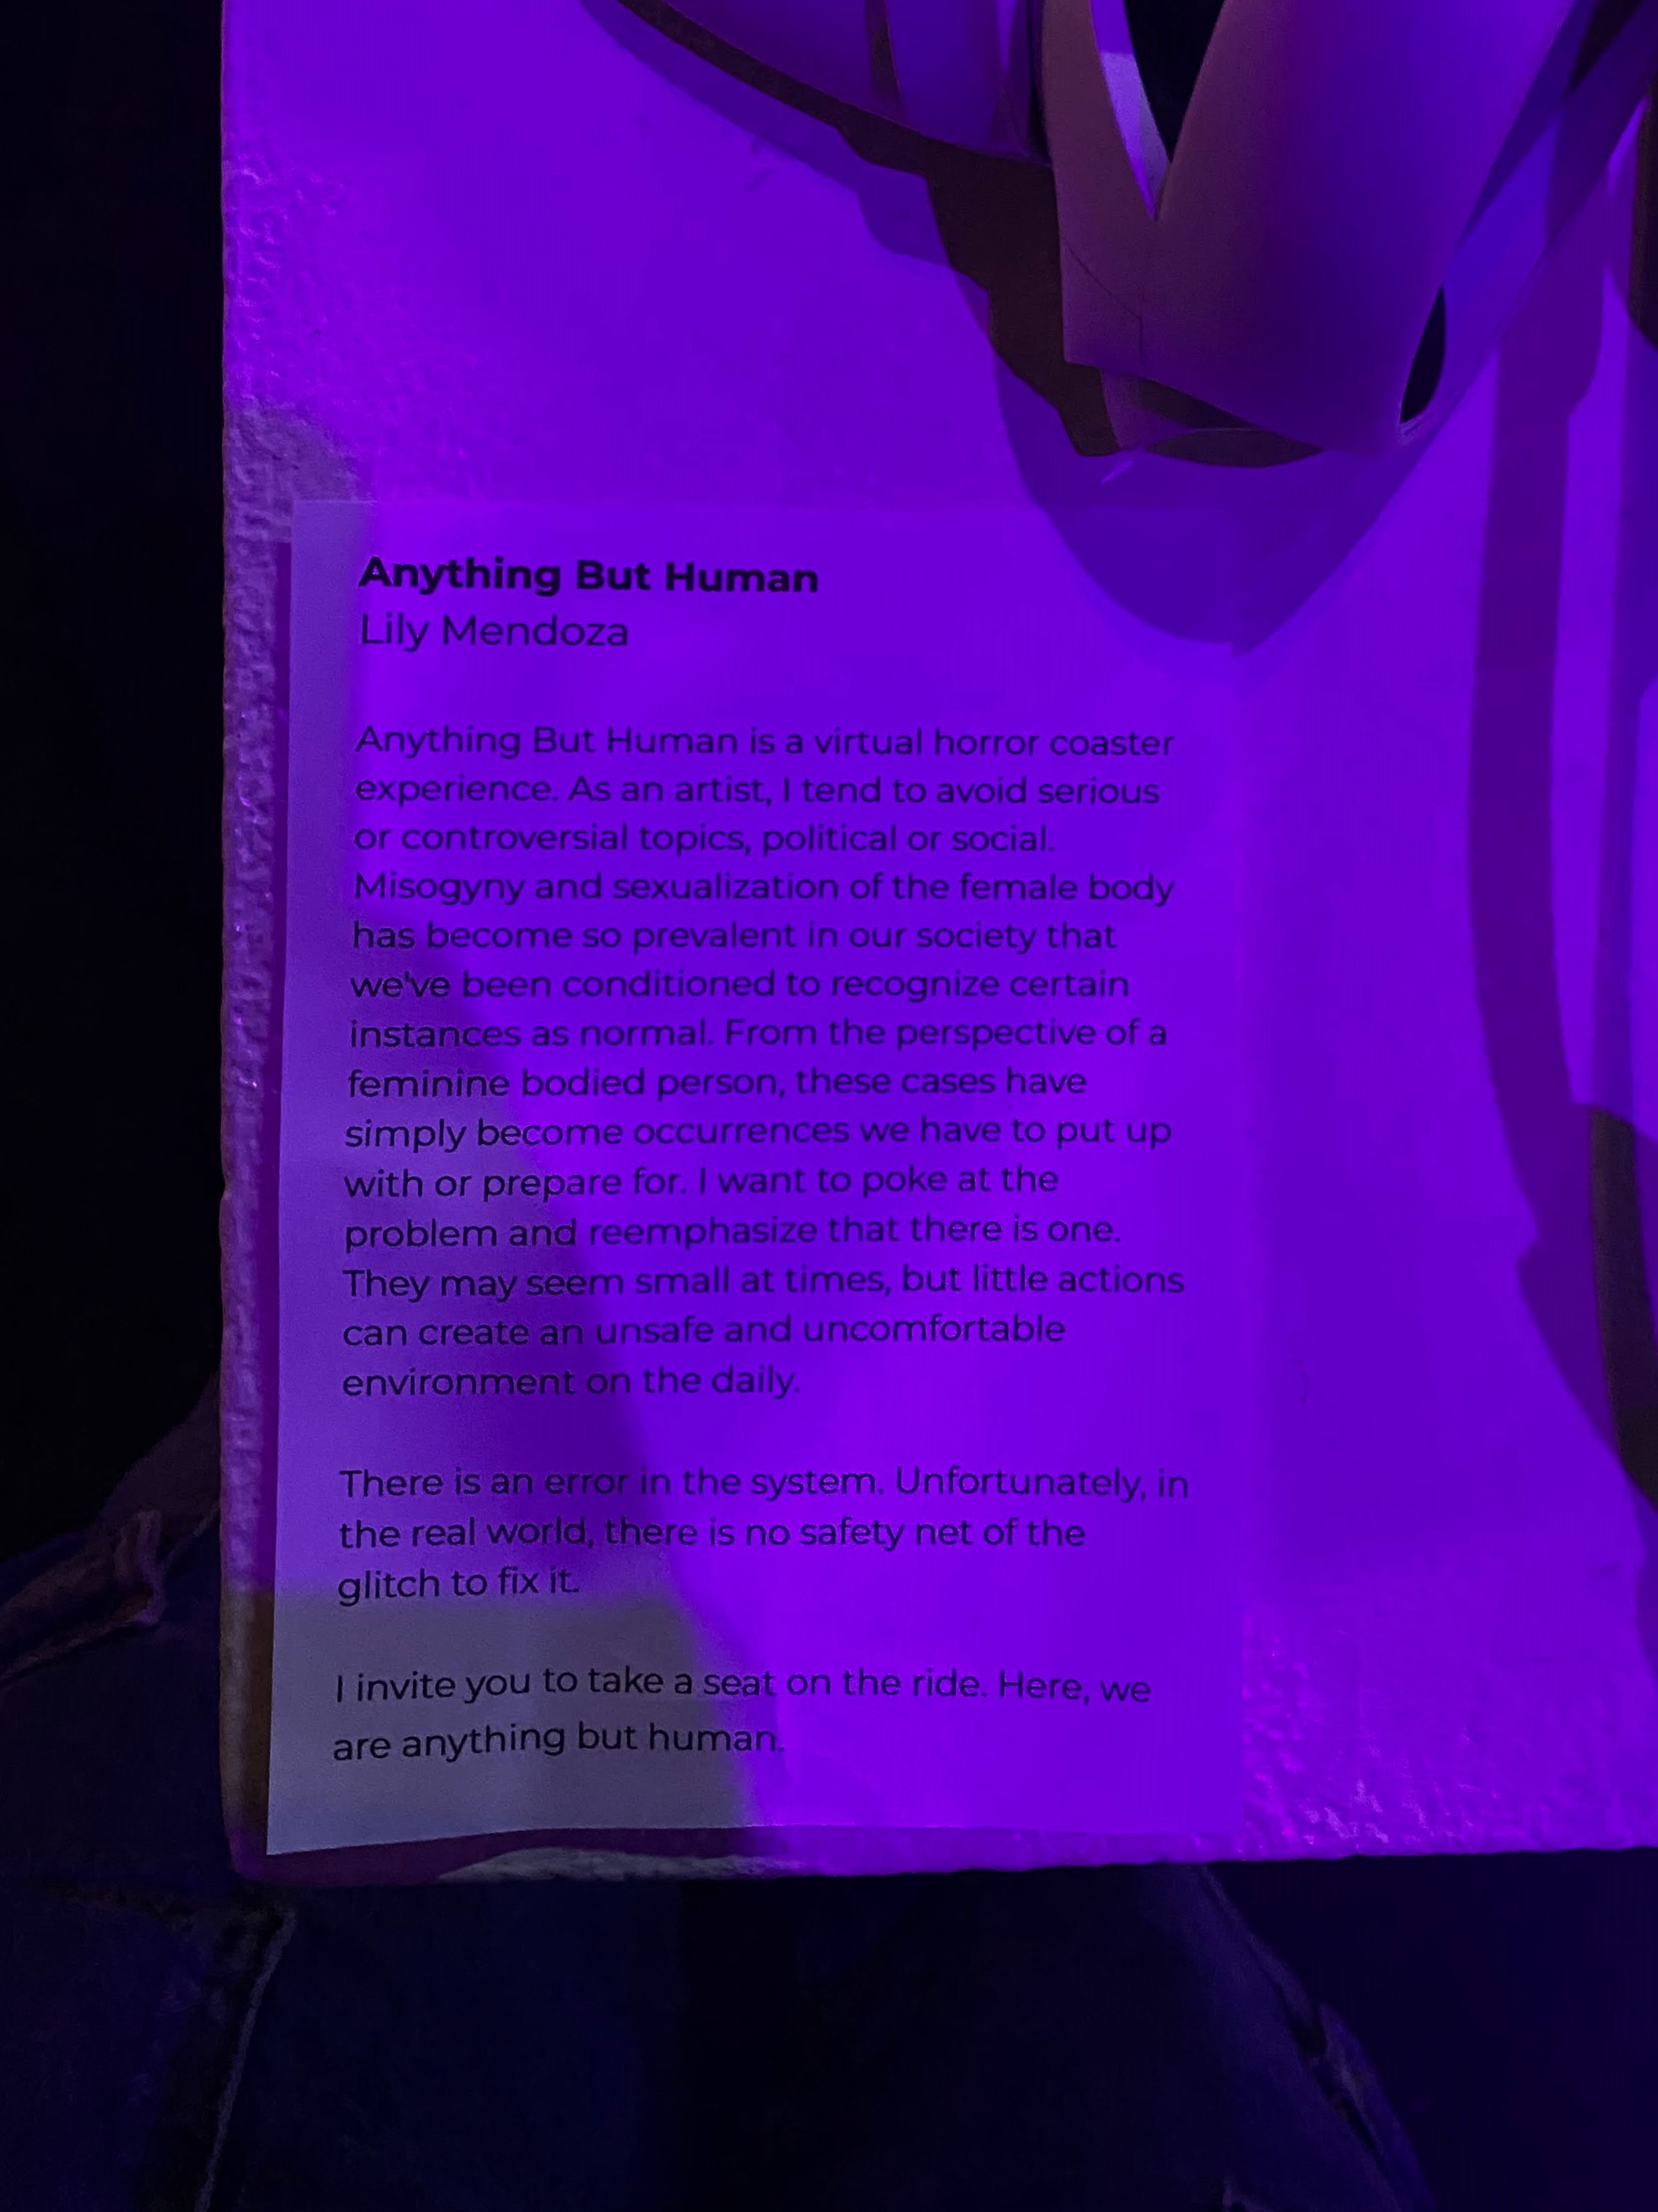 Anything But Human
Lily Mendoza
Anything But Human is a virtual horror coaster
experience. As an artist, I tend to avoid serious
or controversial topics, political or social.
Misogyny and sexualization of the female body
has become so prevalent in our society that
we've been conditioned to recognize certain
instances as normal. From the perspective of a
feminine bodied person, these cases have
simply become occurrences we have to put up
with or prepare for. I want to poke at the
problem and reemphasize that there is one.
They may seem small at times, but little actions
can create an unsafe and uncomfortable
environment on the daily.
There is an error in the system. Unfortunately, in
the real world, there is no safety net of the
glitch to fix it.
I invite you to take a seat on the ride. Here, we
are anything but human.